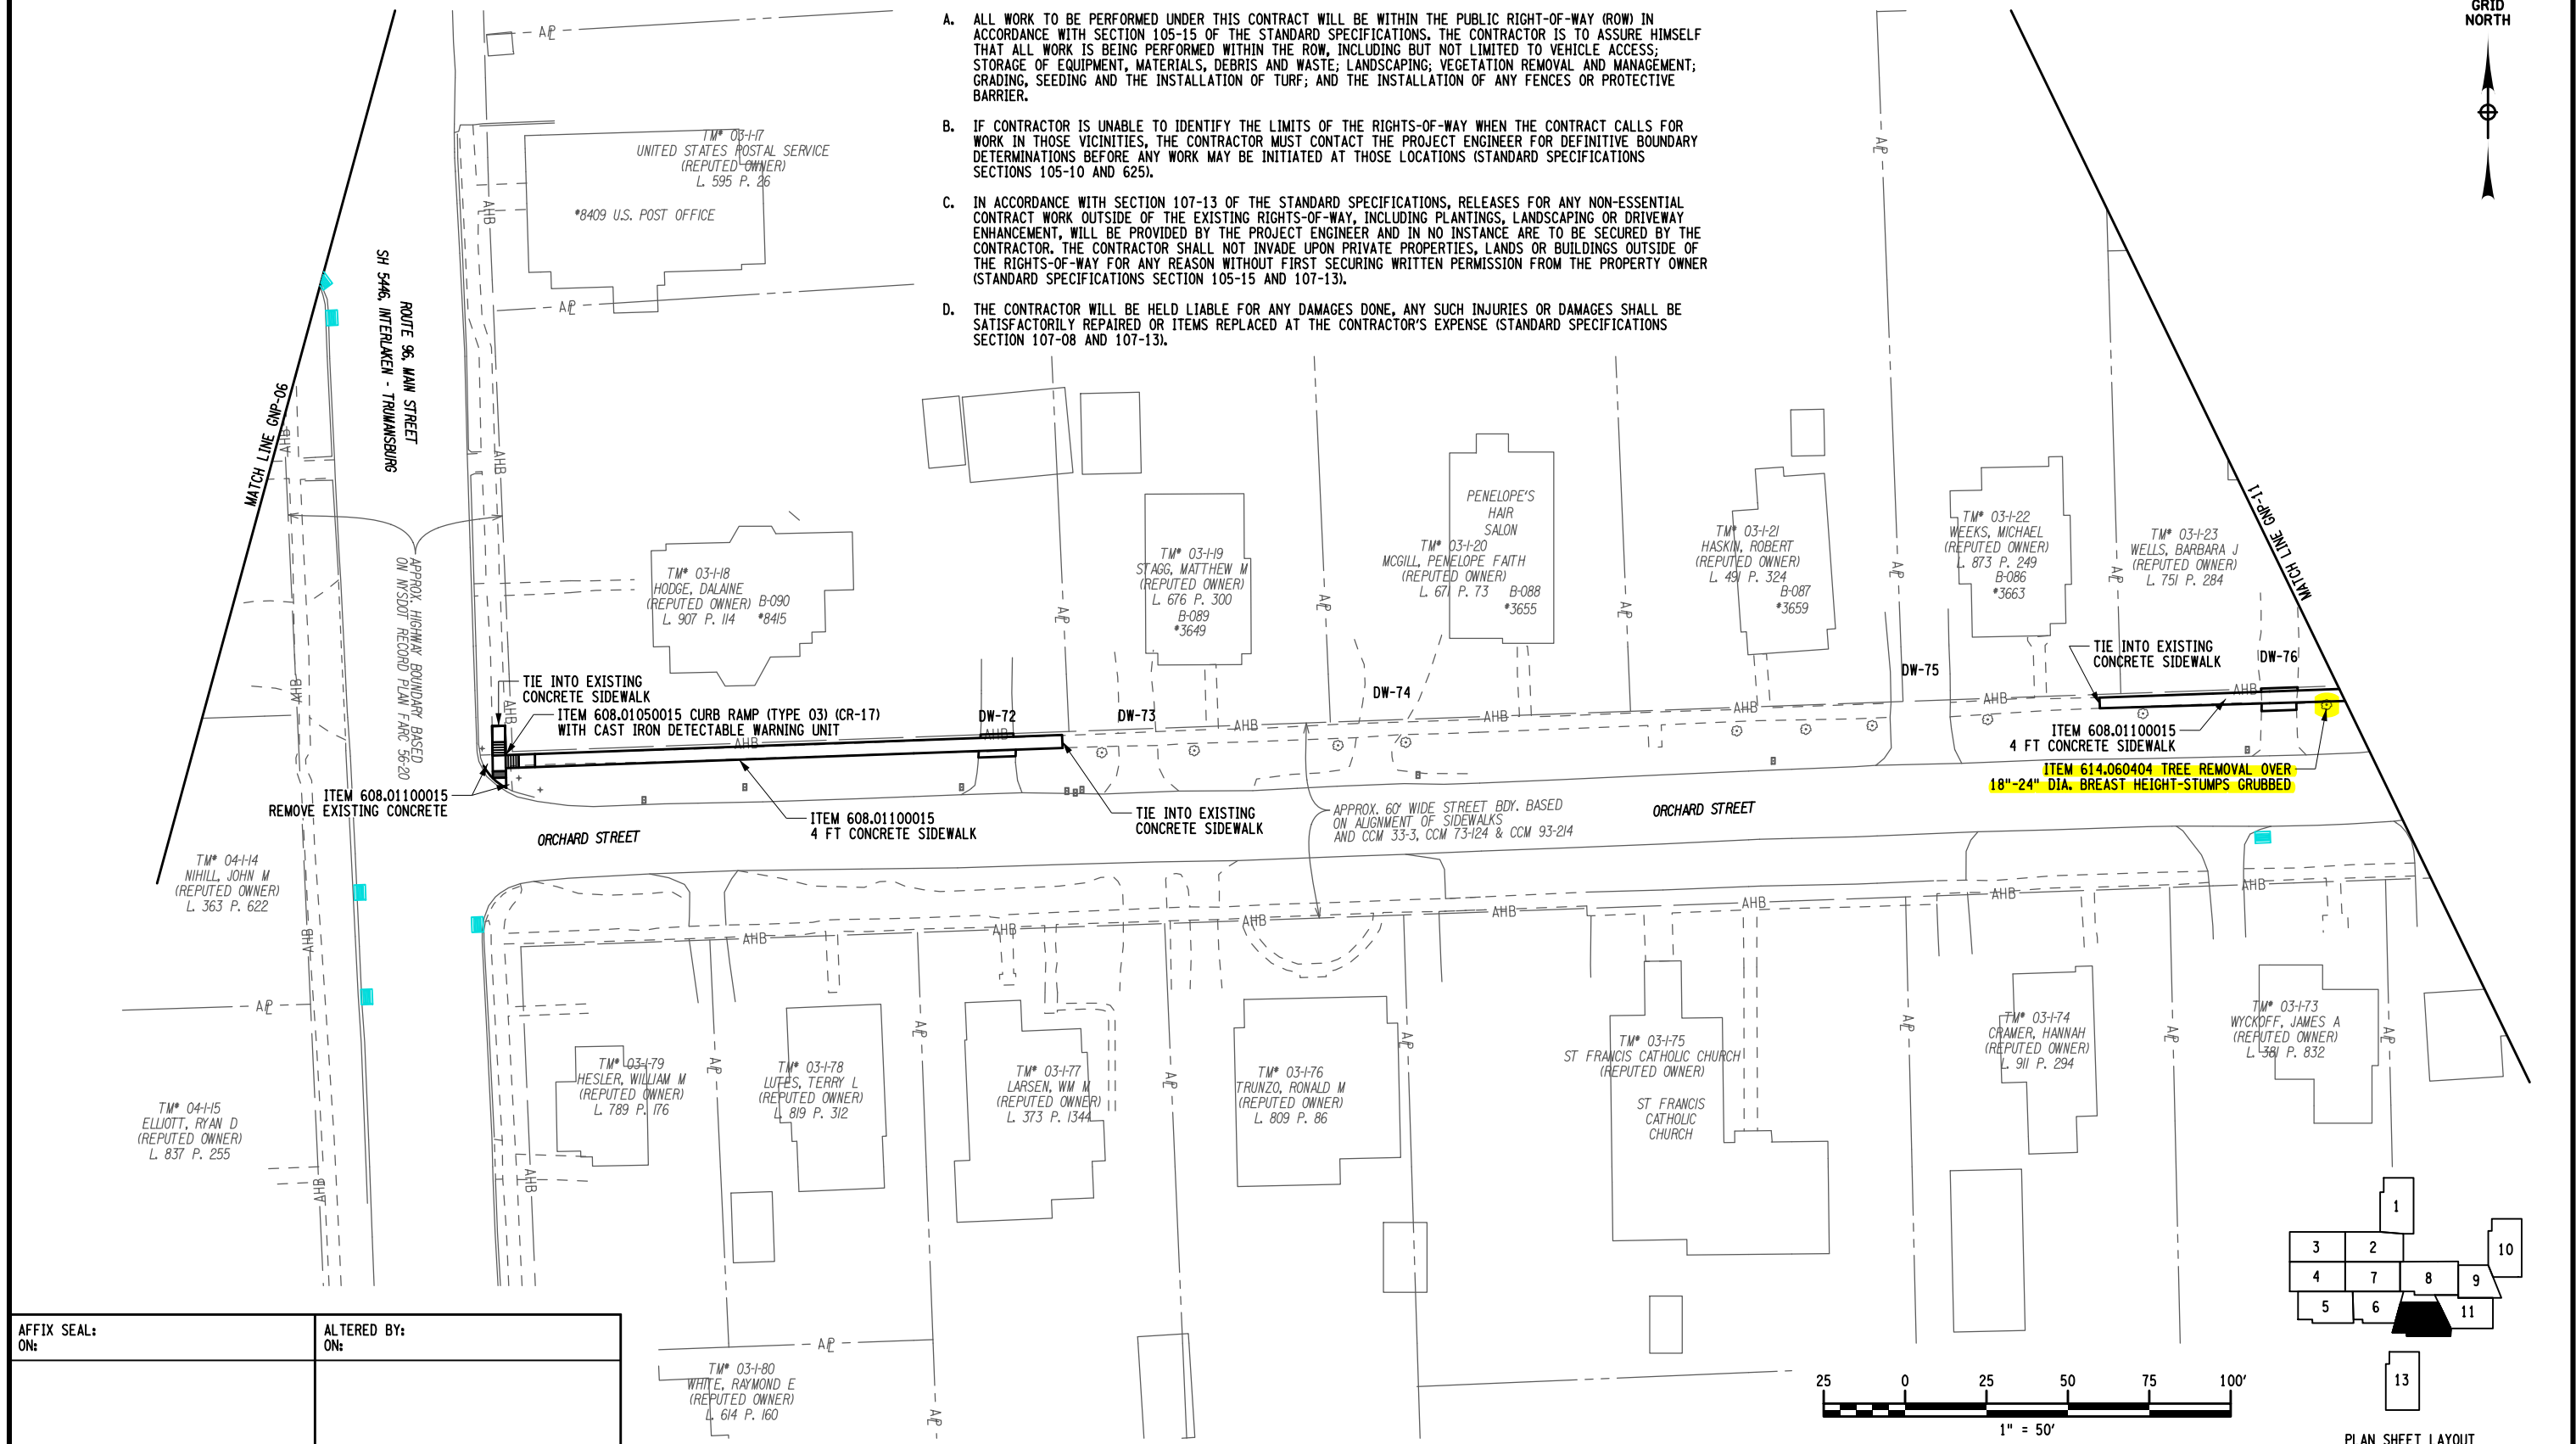 GRID
NORTH
A. ALL WORK TO BE PERFORMED UNDER THIS CONTRACT WILL BE WITHIN THE PUBLIC RIGHT-OF-WAY (ROW) IN
ACCORDANCE WITH SECTION 105-15 OF THE STANDARD SPECIFICATIONS. THE CONTRACTOR IS TO ASSURE HIMSELF
THAT ALL WORK IS BEING PERFORMED WITHIN THE ROW, INCLUDING BUT NOT LIMITED TO VEHICLE ACCESS;
STORAGE OF EQUIPMENT, MATERIALS, DEBRIS AND WASTE; LANDSCAPING; VEGETATION REMOVAL AND MANAGEMENT;
GRADING, SEEDING AND THE INSTALLATION OF TURF; AND THE INSTALLATION OF ANY FENCES OR PROTECTIVE
BARRIER.
B. IF CONTRACTOR IS UNABLE TO IDENTIFY THE LIMITS OF THE RIGHTS-OF-WAY WHEN THE CONTRACT CALLS FOR
WORK IN THOSE VICINITIES, THE CONTRACTOR MUST CONTACT THE PROJECT ENGINEER FOR DEFINITIVE BOUNDARY
DETERMINATIONS BEFORE ANY WORK MAY BE INITIATED AT THOSE LOCATIONS (STANDARD SPECIFICATIONS
SECTIONS 105-10 AND 625).
C. IN ACCORDANCE WITH SECTION 107-13 OF THE STANDARD SPECIFICATIONS, RELEASES FOR ANY NON-ESSENTIAL
CONTRACT WORK OUTSIDE OF THE EXISTING RIGHTS-OF-WAY, INCLUDING PLANTINGS, LANDSCAPING OR DRIVEWAY
ENHANCEMENT, WILL BE PROVIDED BY THE PROJECT ENGINEER AND IN NO INSTANCE ARE TO BE SECURED BY THE
CONTRACTOR. THE CONTRACTOR SHALL NOT INVADE UPON PRIVATE PROPERTIES, LANDS OR BUILDINGS OUTSIDE OF
THE RIGHTS-OF-WAY FOR ANY REASON WITHOUT FIRST SECURING WRITTEN PERMISSION FROM THE PROPERTY OWNER
(STANDARD SPECIFICATIONS SECTION 105-15 AND 107-13).
D. THE CONTRACTOR WILL BE HELD LIABLE FOR ANY DAMAGES DONE, ANY SUCH INJURIES OR DAMAGES SHALL BE
SATISFACTORILY REPAIRED OR ITEMS REPLACED AT THE CONTRACTOR'S EXPENSE (STANDARD SPECIFICATIONS
SECTION 107-08 AND 107-13).
TM# 03-1-17
UNITED STATES POSTAL SERVICE
(REPUTED OWNER)
L. 595 P. 26
#8409 U.S. POST OFFICE
MATCH LINE GNP-06
ROUTE 96, MAIN STREET
SH 5446, INTERLAKEN - TRUMANSBURG
APPROX. HIGHWAY BOUNDARY BASED
ON NYSDOT RECORD PLAN FARC 56-20
TM# 03-1-18
HODGE, DALAINE
(REPUTED OWNER) B-090
L. 907 P. 114 #8415
TM# 03-1-19
STAGG, MATTHEW M
(REPUTED OWNER)
L. 676 P. 300
B-089
#3649
PENELOPE'S
HAIR
SALON
TM# 03-1-20
MCGILL, PENELOPE FAITH
(REPUTED OWNER)
L. 671 P. 73 B-088
#3655
TM# 03-1-21
HASKIN, ROBERT
(REPUTED OWNER)
L. 491 P. 324
B-087
#3659
TM# 03-1-22
WEEKS, MICHAEL
(REPUTED OWNER)
L. 873 P. 249
B-086
#3663
TM# 03-1-23
WELLS, BARBARA J
(REPUTED OWNER)
L. 751 P. 284
MATCH LINE GNP-11
TIE INTO EXISTING
CONCRETE SIDEWALK
ITEM 608.01050015 CURB RAMP (TYPE 03) (CR-17)
WITH CAST IRON DETECTABLE WARNING UNIT
DW-72
DW-73
DW-74
DW-75
TIE INTO EXISTING
CONCRETE SIDEWALK
DW-76
AHB
AHB
AHB
AHB
AHB
AHB
AHB
ITEM 608.01100015
4 FT CONCRETE SIDEWALK
ITEM 614.060404 TREE REMOVAL OVER
18"-24" DIA. BREAST HEIGHT-STUMPS GRUBBED
ITEM 608.01100015
REMOVE EXISTING CONCRETE
ITEM 608.01100015
4 FT CONCRETE SIDEWALK
TIE INTO EXISTING
CONCRETE SIDEWALK
APPROX. 60' WIDE STREET BDY. BASED
ON ALIGNMENT OF SIDEWALKS
AND CCM 33-3, CCM 73-124 & CCM 93-214
ORCHARD STREET
ORCHARD STREET
TM# 04-1-14
NIHILL, JOHN M
(REPUTED OWNER)
L. 363 P. 622
AHB
AHB
AHB
AHB
AHB
AHB
TM# 03-1-79
HESLER, WILLIAM M
(REPUTED OWNER)
L. 789 P. 176
TM# 03-1-78
LUTES, TERRY L
(REPUTED OWNER)
L. 819 P. 312
TM# 03-1-77
LARSEN, WM M
(REPUTED OWNER)
L. 373 P. 1344
TM# 03-1-76
TRUNZO, RONALD M
(REPUTED OWNER)
L. 809 P. 86
TM# 03-1-75
ST FRANCIS CATHOLIC CHURCH
(REPUTED OWNER)
ST FRANCIS
CATHOLIC
CHURCH
TM# 03-1-74
CRAMER, HANNAH
(REPUTED OWNER)
L. 911 P. 294
TM# 03-1-73
WYCKOFF, JAMES A
(REPUTED OWNER)
L. 381 P. 832
TM# 04-1-15
ELLIOTT, RYAN D
(REPUTED OWNER)
L. 837 P. 255
TM# 03-1-80
WHITE, RAYMOND E
(REPUTED OWNER)
L. 614 P. 160
AFFIX SEAL:
ON:
ALTERED BY:
ON:
25 0 25 50 75 100'
1" = 50'
1
3 2 10
4 7 8 9
5 6 11
13
PLAN SHEET LAYOUT